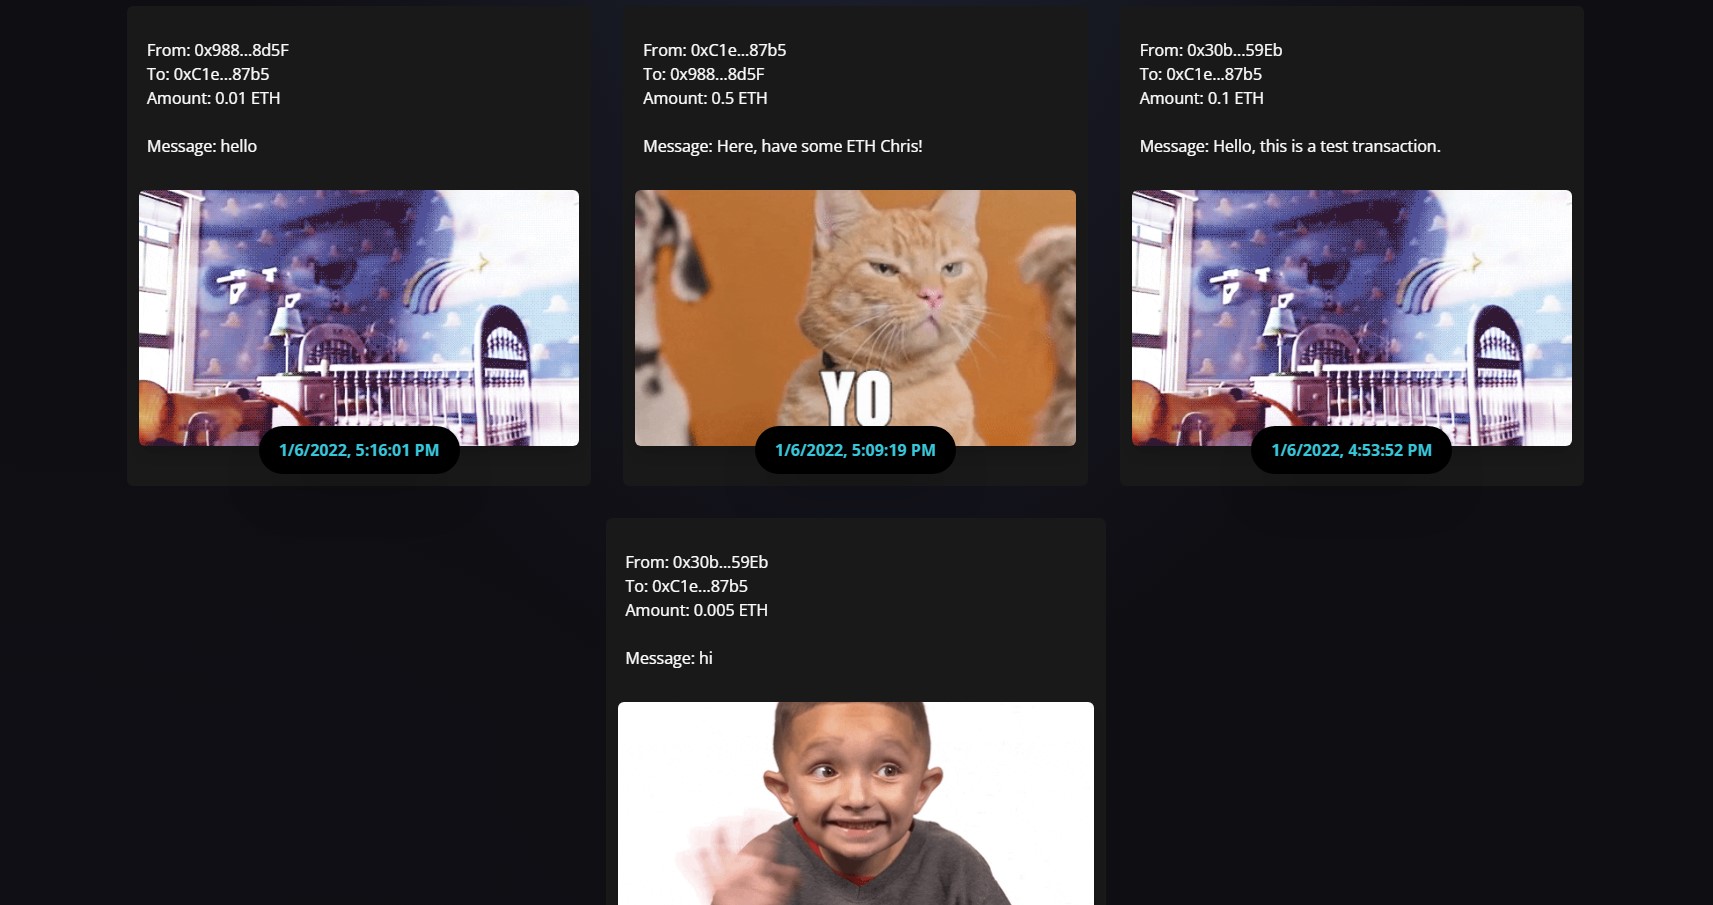 From: 0x988...8d5F
To: 0xC1e...87b5
Amount: 0.01 ETH
Message: hello
1/6/2022, 5:16:01 PM
From: 0xC1e...87b5
To: 0x988...8d5F
Amount: 0.5 ETH
Message: Here, have some ETH Chris!
YO
1/6/2022, 5:09:19 PM
From: 0x30b...59Eb
To: 0xC1e...87b5
Amount: 0.1 ETH
Message: Hello, this is a test transaction.
1/6/2022, 4:53:52 PM
From: 0x30b...59Eb
To: 0xC1e...87b5
Amount: 0.005 ETH
Message: hi